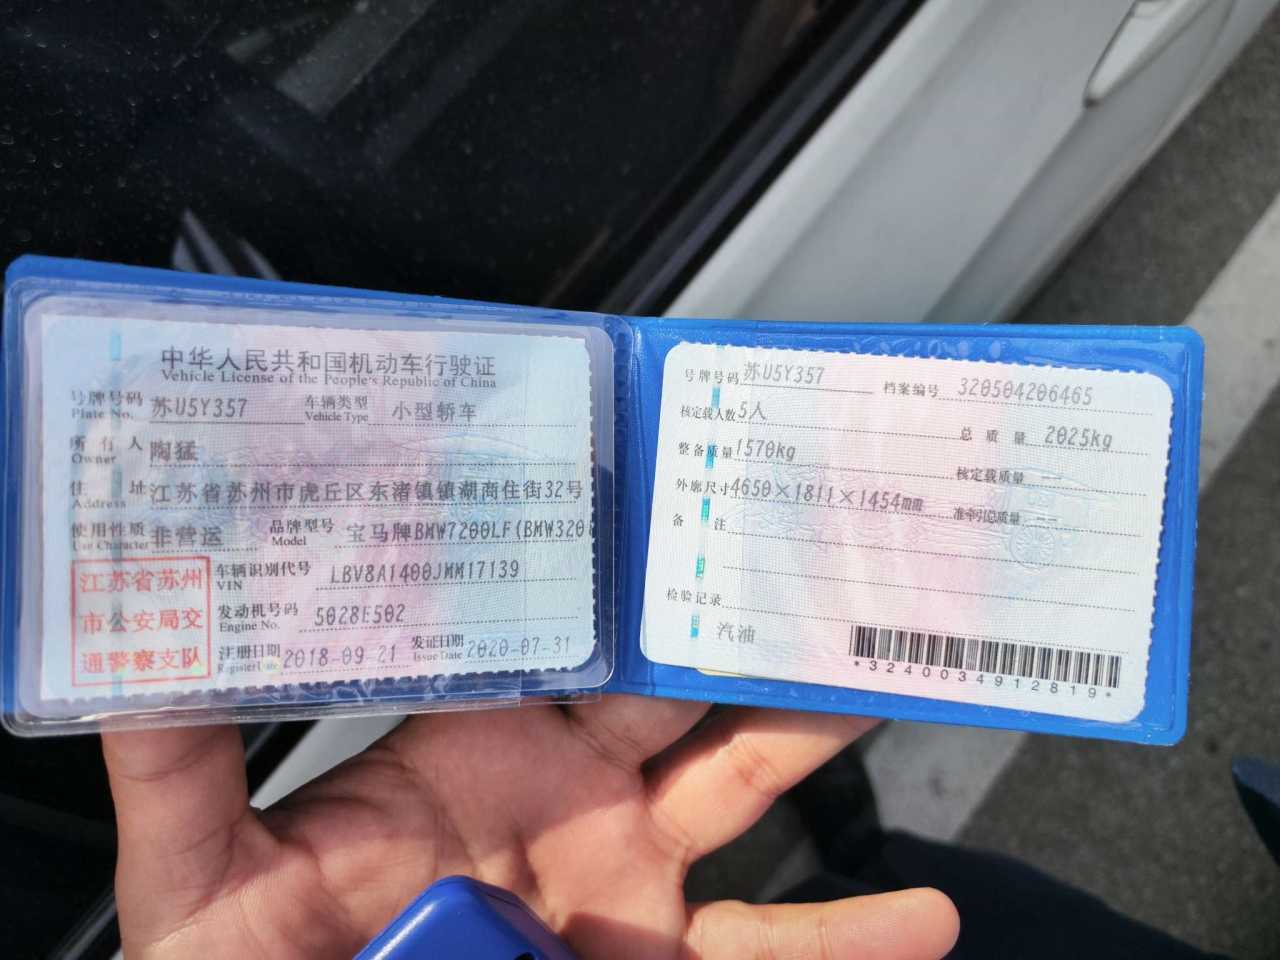 中华人民共和国机动车行驶证
Vehicle License of the People's Republic of China
号牌号码 苏U5Y357 车辆类型 小型轿车
Plate No. Vehicle Type
所有人 陶猛
Owner
住址 江苏省苏州市虎丘区东渚镇镇湖商住街32号
Address
使用性质 非营运 品牌型号 宝马牌BMW7200LF(BMW320
Use Character Model
江苏省苏州
市公安局交
通警察支队
车辆识别代号 LBV8A1400JMM17139
VIN
发动机号码 5028E502
Engine No.
注册日期 2018-09-21 发证日期 2020-07-31
Register Date Issue Date
号牌号码 苏U5Y357 档案编号 320504206465
核定载人数 5人 总质量 2025kg
整备质量 1570kg 核定载质量 --
外廓尺寸 4650×1811×1454mm 准牵引总质量 --
备注
检验记录
汽油
*3240034912819*